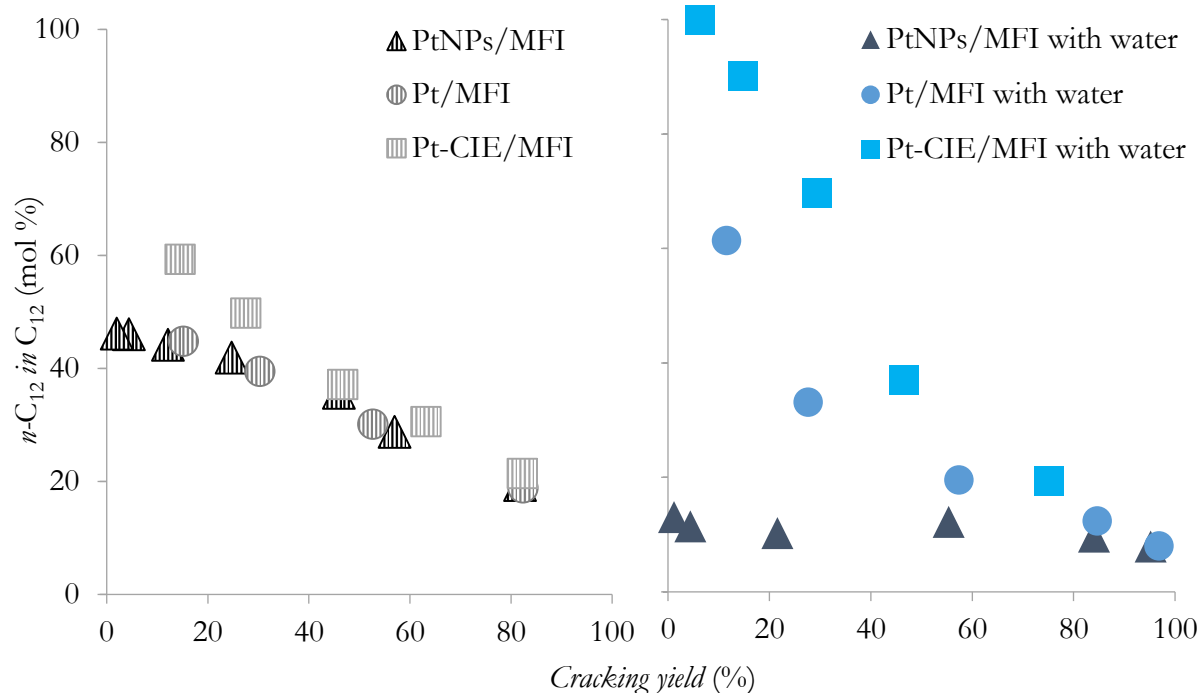 100
80
60
40
20
0
n-C₁₂ in C₁₂ (mol %)
PtNPs/MFI
Pt/MFI
Pt-CIE/MFI
0 20 40 60 80 100
PtNPs/MFI with water
Pt/MFI with water
Pt-CIE/MFI with water
0 20 40 60 80 100
Cracking yield (%)